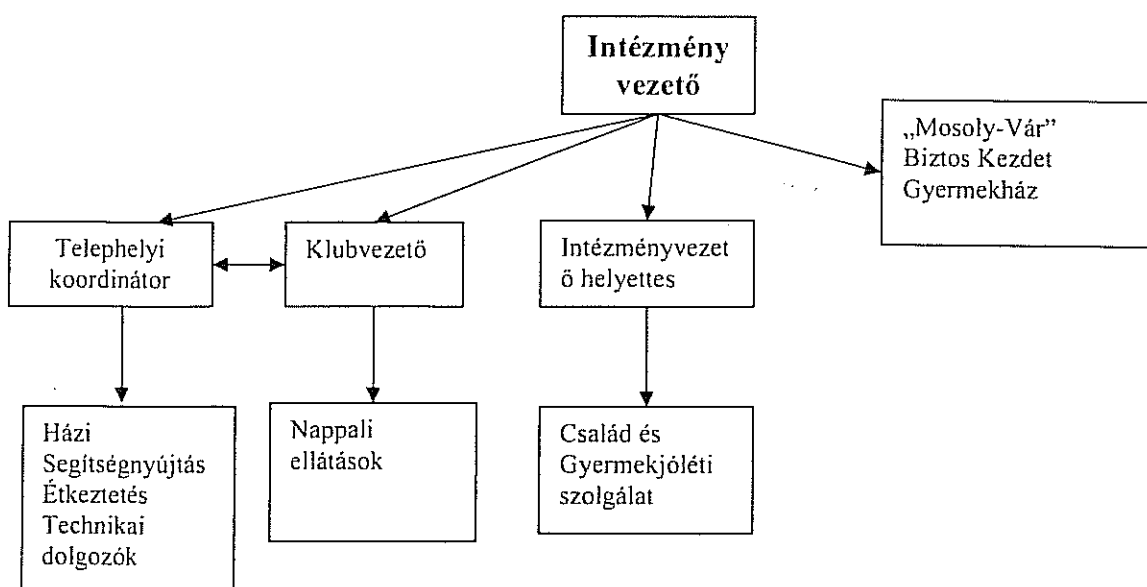 Intézmény
vezető
„Mosoly-Vár”
Biztos Kezdet
Gyermekház
Telephelyi
koordinátor
Klubvezető
Intézményvezet
ő helyettes
Házi
Segítségnyújtás
Étkeztetés
Technikai
dolgozók
Nappali
ellátások
Család és
Gyermekjóléti
szolgálat